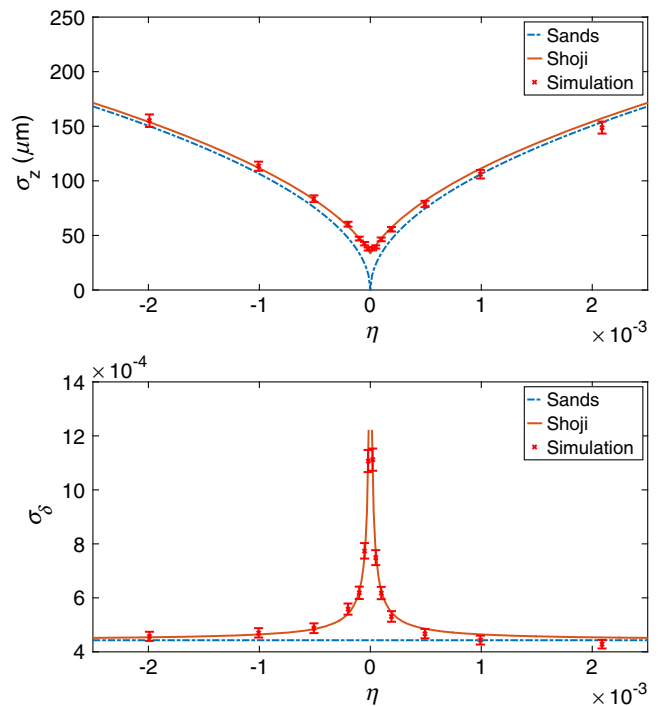 250
200
150
100
50
0
σz (μm)
Sands
Shoji
Simulation
-2 -1 0 1 2
η
× 10-3
× 10-4
14
12
10
8
6
4
σδ
Sands
Shoji
Simulation
-2 -1 0 1 2
η
× 10-3